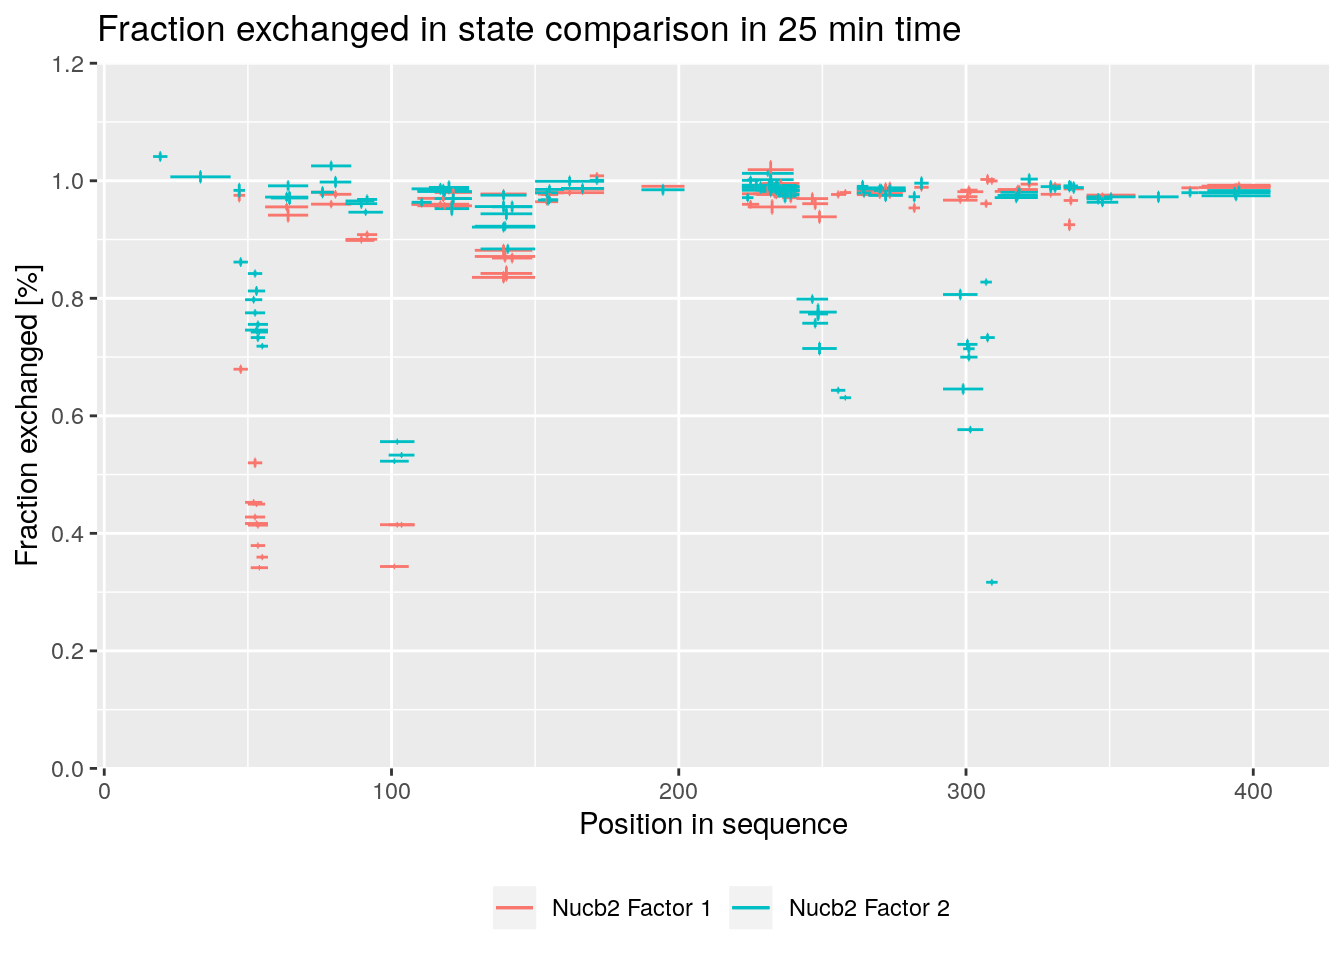 Fraction exchanged in state comparison in 25 min time
1.2
1.0
0.8
0.6
0.4
0.2
0.0
Fraction exchanged [%]
0 100 200 300 400
Position in sequence
Nucb2 Factor 1 Nucb2 Factor 2